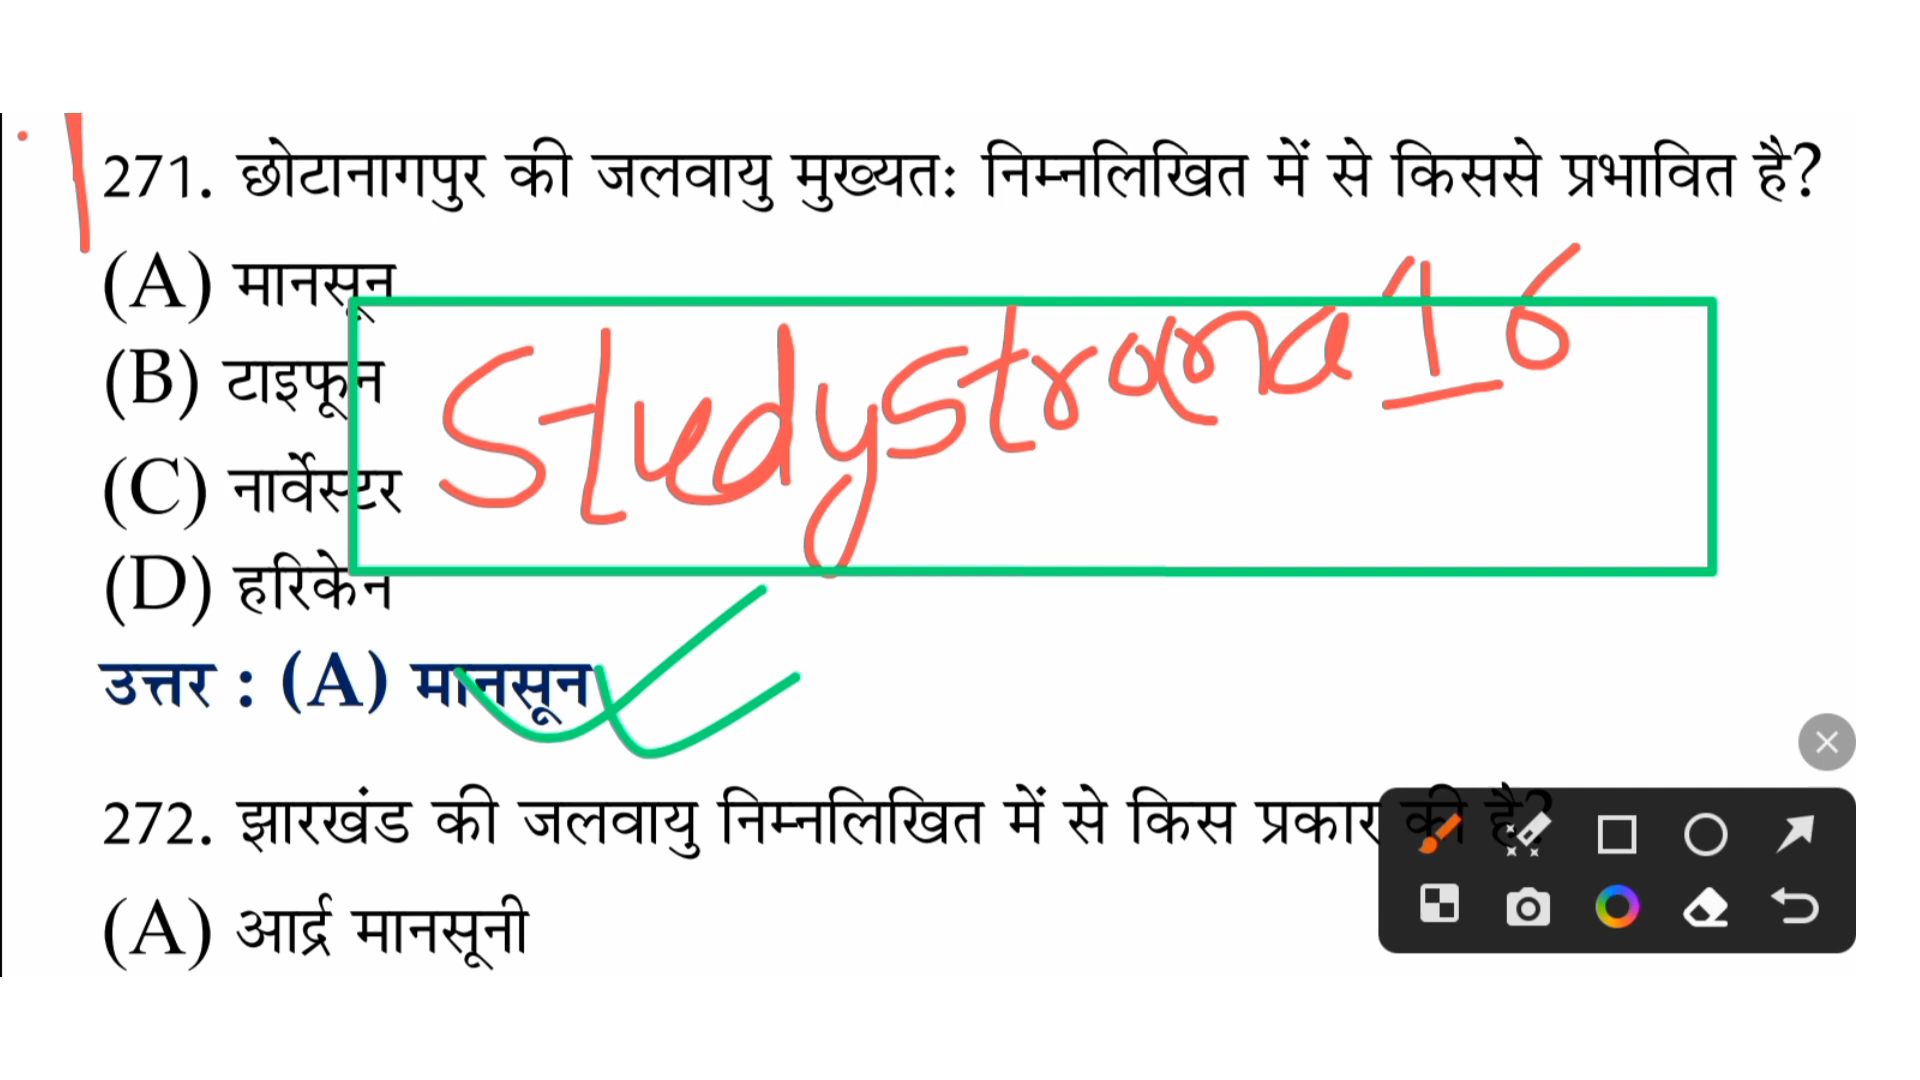 271. छोटानागपुर की जलवायु मुख्यतः निम्नलिखित में से किससे प्रभावित है?
(A) मानसून
(B) टाइफून
(C) नार्वेस्टर
(D) हरिकेन
Studystrana16
उत्तर : (A) मानसून
272. झारखंड की जलवायु निम्नलिखित में से किस प्रकार की है?
(A) आर्द्र मानसूनी